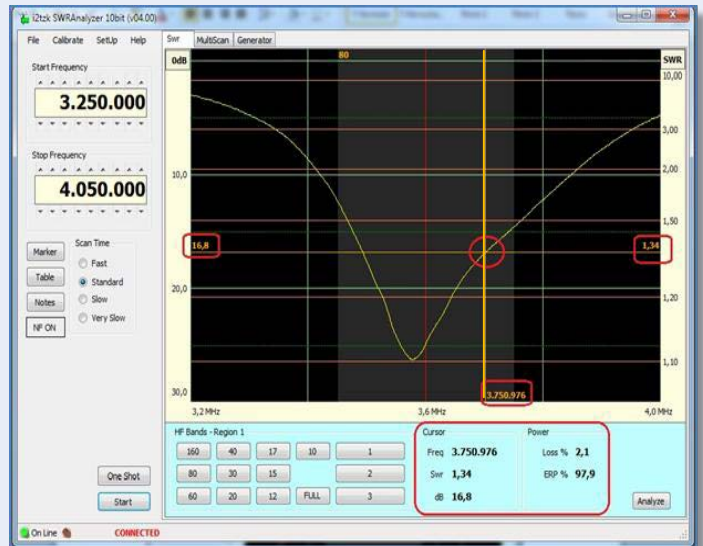 i2tzk SWRAnalyzer 10bit (v04.00)
File Calibrate SetUp Help
Swr MultiScan Generator
Start Frequency
3.250.000
Stop Frequency
4.050.000
Marker
Table
Notes
NF ON
Scan Time
Fast
Standard
Slow
Very Slow
One Shot
Start
0dB 80 SWR
10,00
3,00
10,0 2,00
1,50
16,8 1,34
20,0 1,20
1,10
30,0 3.750.976
3,2 MHz 3,6 MHz 4,0 MHz
HF Bands - Region 1
160 40 17 10 1
80 30 15 2
60 20 12 FULL 3
Cursor
Freq 3.750.976
Swr 1,34
dB 16,8
Power
Loss % 2,1
ERP % 97,9
Analyze
On Line CONNECTED